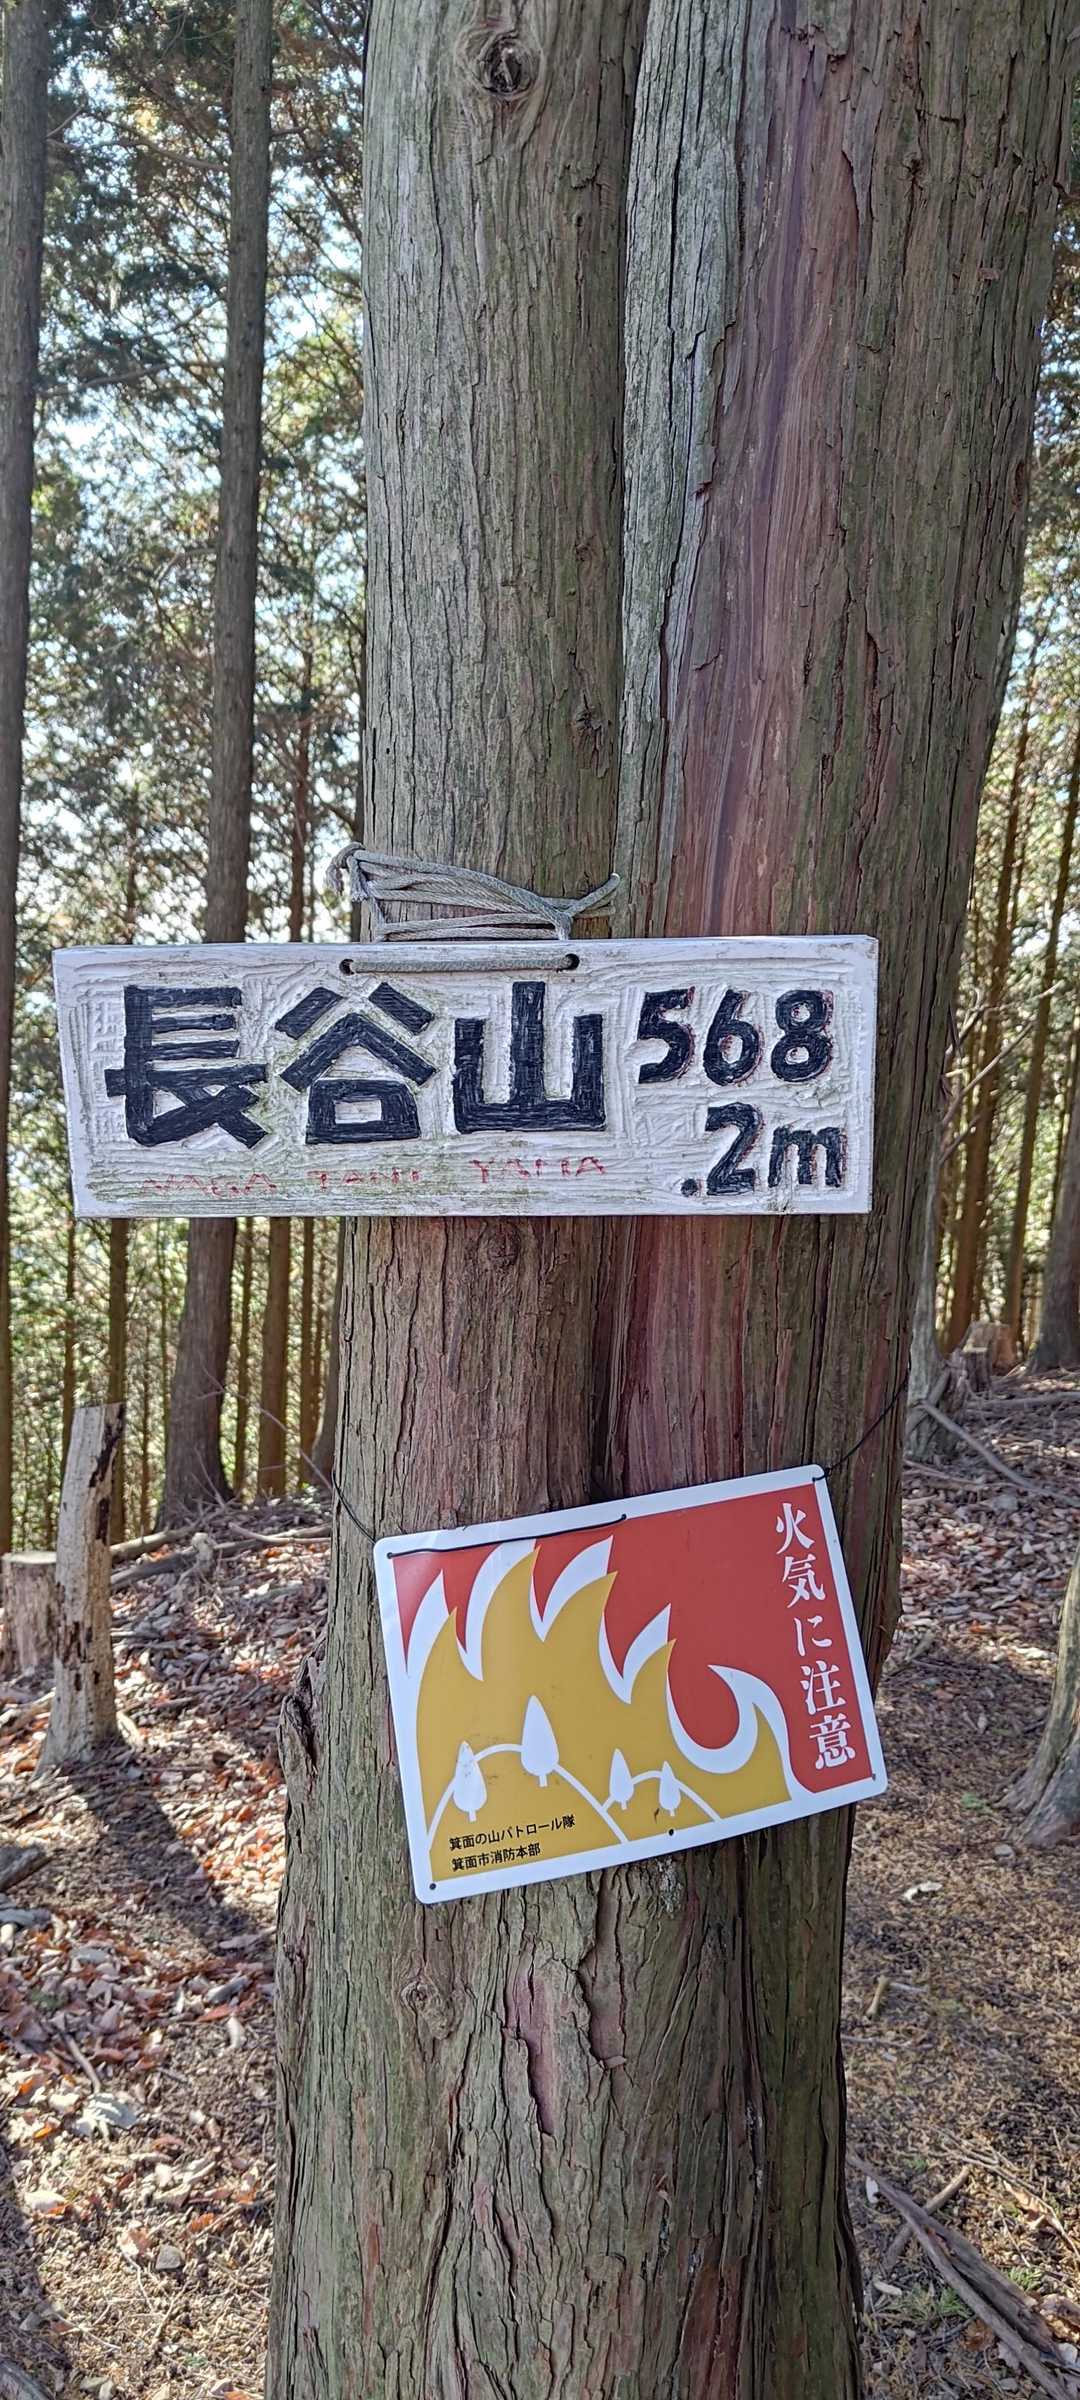 長谷山 568
.2m
NAGA TANI YAMA
火気に注意
箕面の山パトロール隊
箕面市消防本部